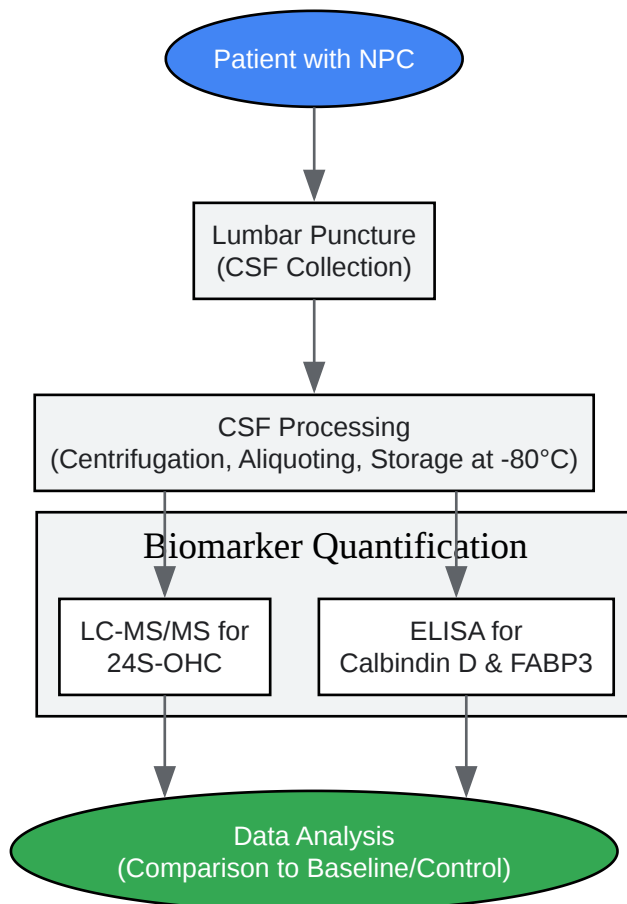 Patient with NPC
Lumbar Puncture
(CSF Collection)
CSF Processing
(Centrifugation, Aliquoting, Storage at -80°C)
Biomarker Quantification
LC-MS/MS for
24S-OHC
ELISA for
Calbindin D & FABP3
Data Analysis
(Comparison to Baseline/Control)